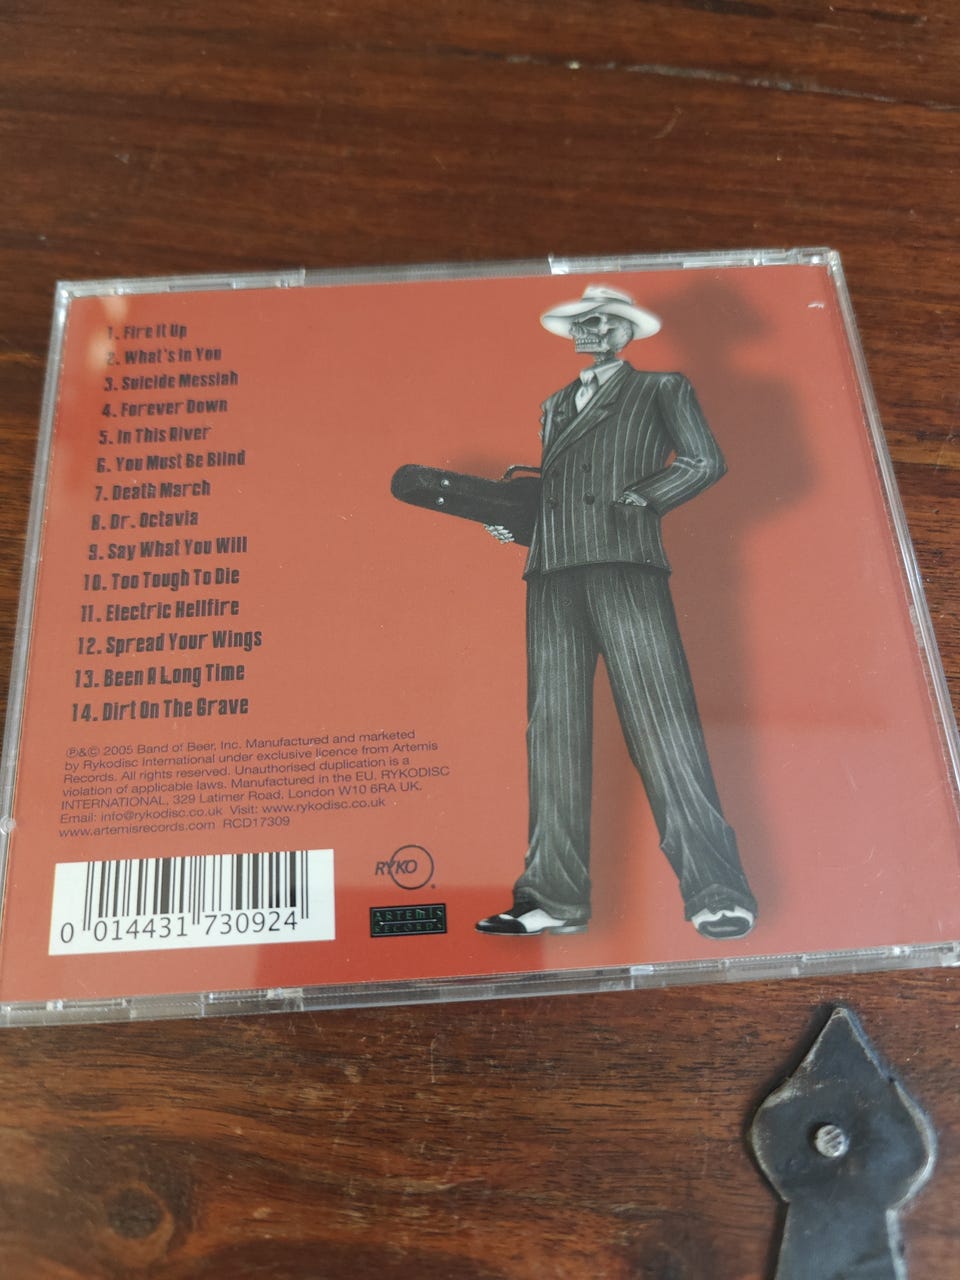 1. Fire It Up
2. What's In You
3. Suicide Messiah
4. Forever Down
5. In This River
6. You Must Be Blind
7. Death March
8. Dr. Octavia
9. Say What You Will
10. Too Tough To Die
11. Electric Hellfire
12. Spread Your Wings
13. Been A Long Time
14. Dirt On The Grave
℗&© 2005 Band of Beer, Inc. Manufactured and marketed
by Rykodisc International under exclusive licence from Artemis
Records. All rights reserved. Unauthorised duplication is a
violation of applicable laws. Manufactured in the EU. RYKODISC
INTERNATIONAL, 329 Latimer Road, London W10 6RA UK.
Email: info@rykodisc.co.uk Visit: www.rykodisc.co.uk
www.artemisrecords.com RCD17309
0 014431 730924
RYKO
ARTEMIS
RECORDS